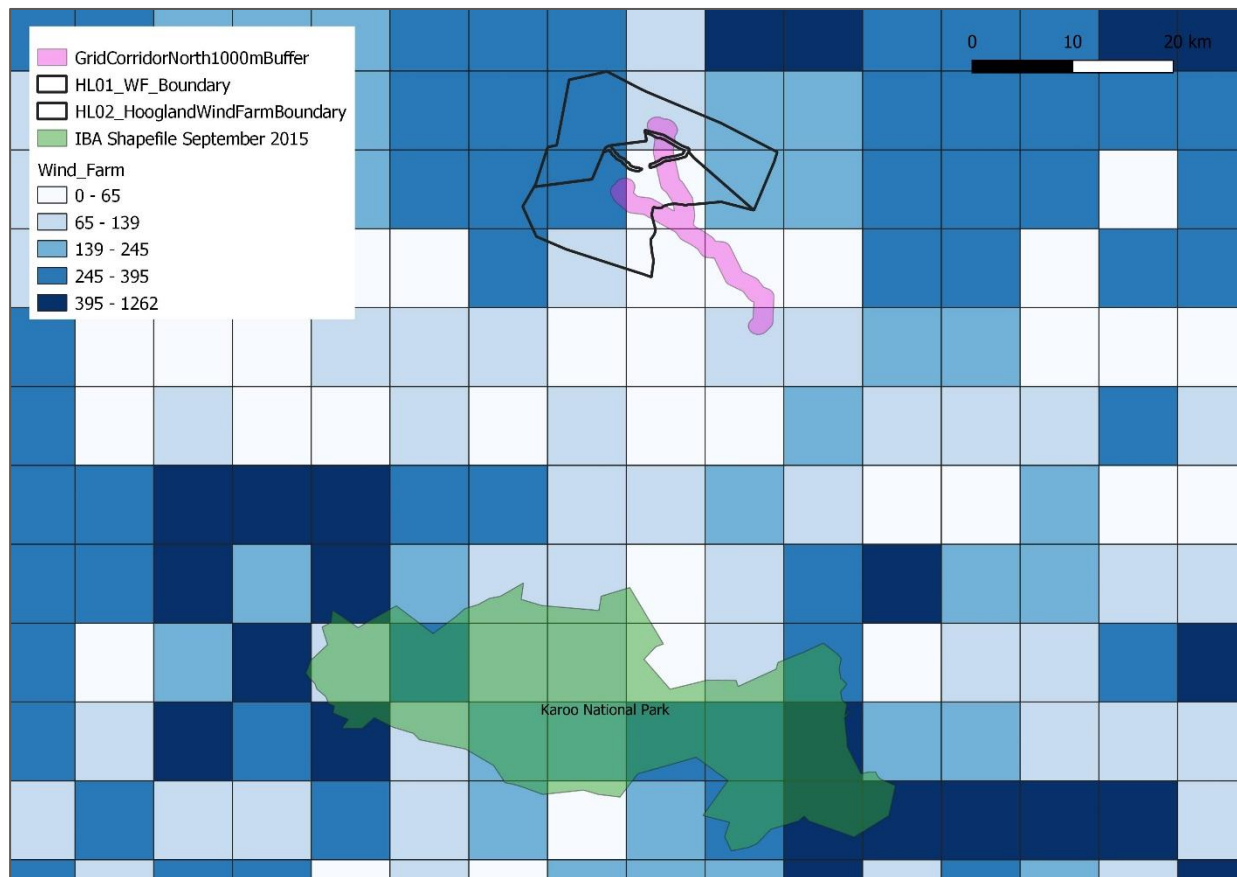 GridCorridorNorth1000mBuffer
HL01_WF_Boundary
HL02_HooglandWindFarmBoundary
IBA Shapefile September 2015
Wind_Farm
0 - 65
65 - 139
139 - 245
245 - 395
395 - 1262
0 10 20 km
Karoo National Park